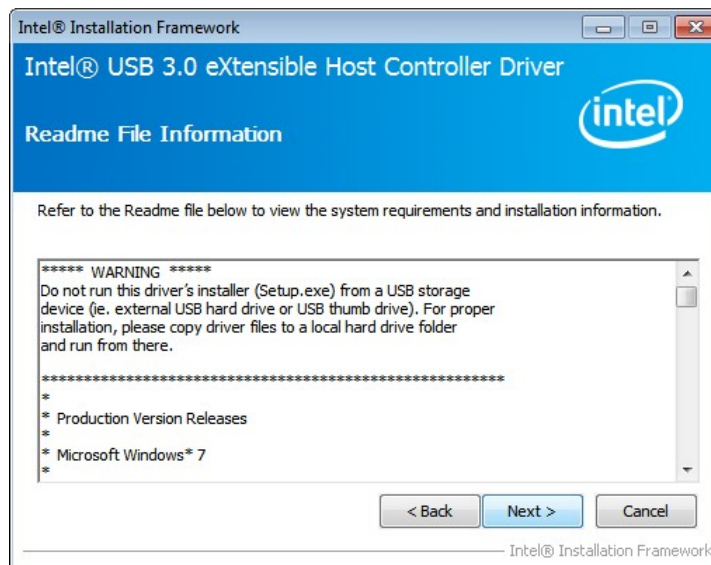 Intel® Installation Framework
Intel® USB 3.0 eXtensible Host Controller Driver
intel
Readme File Information
Refer to the Readme file below to view the system requirements and installation information.
***** WARNING *****
Do not run this driver's installer (Setup.exe) from a USB storage
device (ie. external USB hard drive or USB thumb drive). For proper
installation, please copy driver files to a local hard drive folder
and run from there.
*******************************************************
*
* Production Version Releases
*
* Microsoft Windows* 7
*
< Back Next > Cancel
Intel® Installation Framework